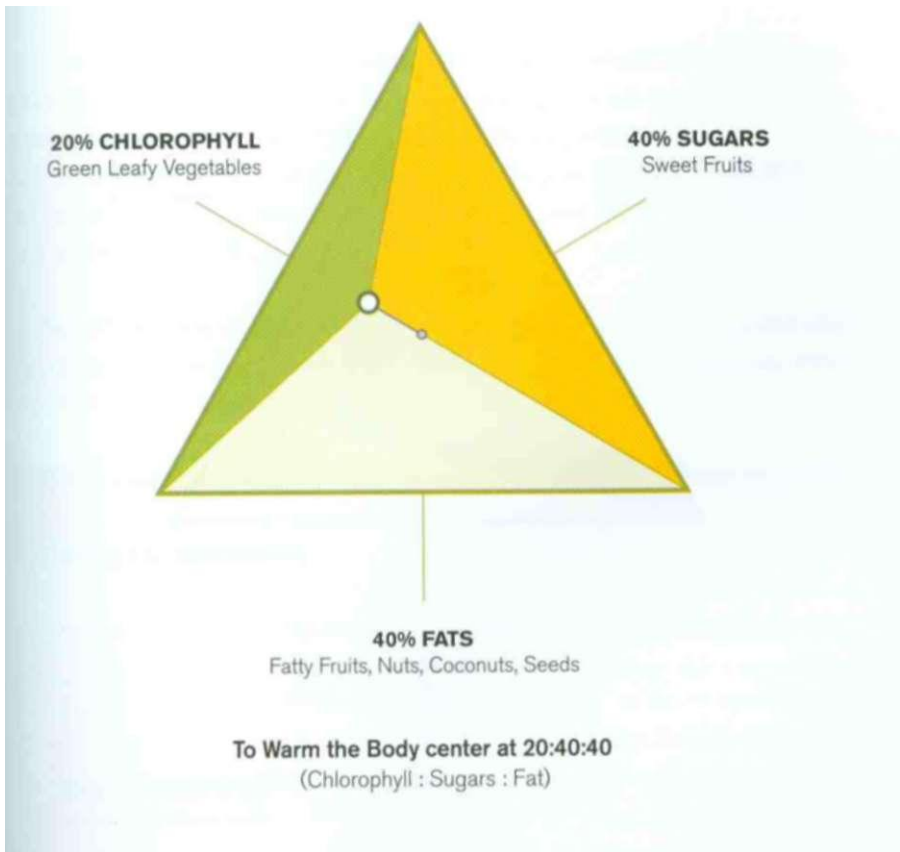 20% CHLOROPHYLL
Green Leafy Vegetables
40% SUGARS
Sweet Fruits
40% FATS
Fatty Fruits, Nuts, Coconuts, Seeds
To Warm the Body center at 20:40:40
(Chlorophyll : Sugars : Fat)